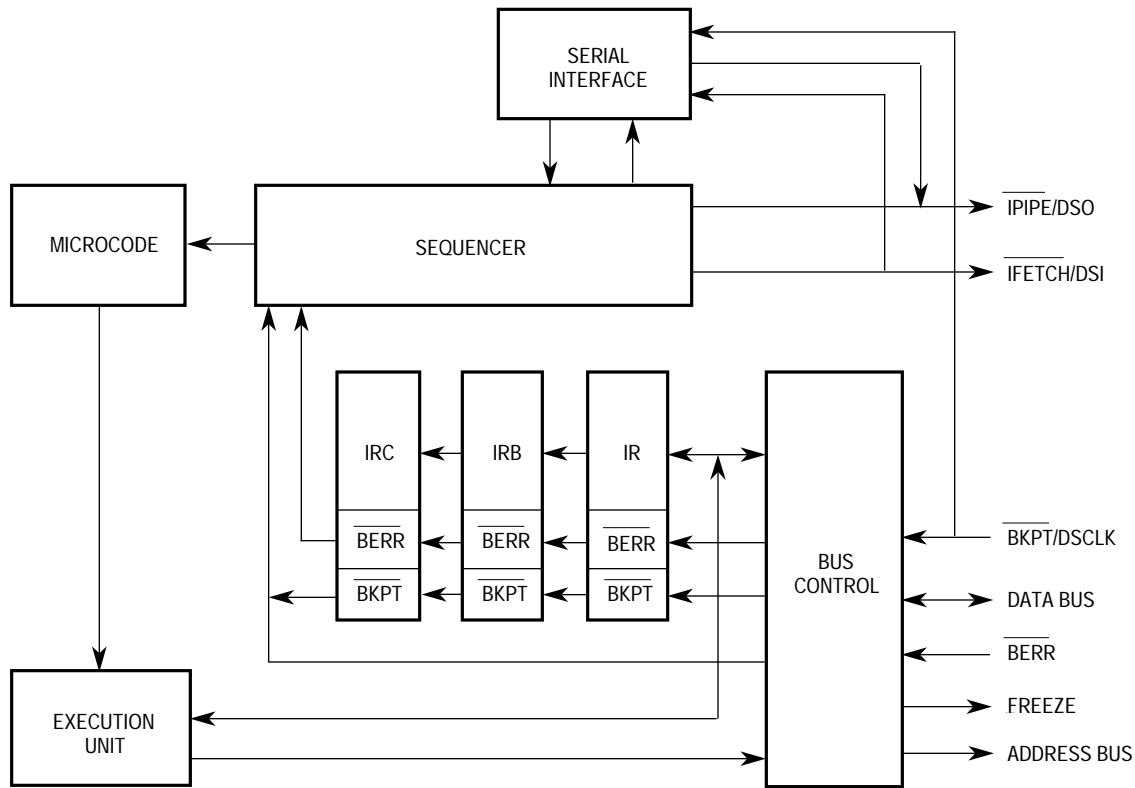 SERIAL
INTERFACE
MICROCODE
SEQUENCER
IPIPE/DSO
IFETCH/DSI
IRC
IRB
IR
BERR
BERR
BERR
BKPT
BKPT
BKPT
BUS
CONTROL
BKPT/DSCLK
DATA BUS
BERR
FREEZE
ADDRESS BUS
EXECUTION
UNIT